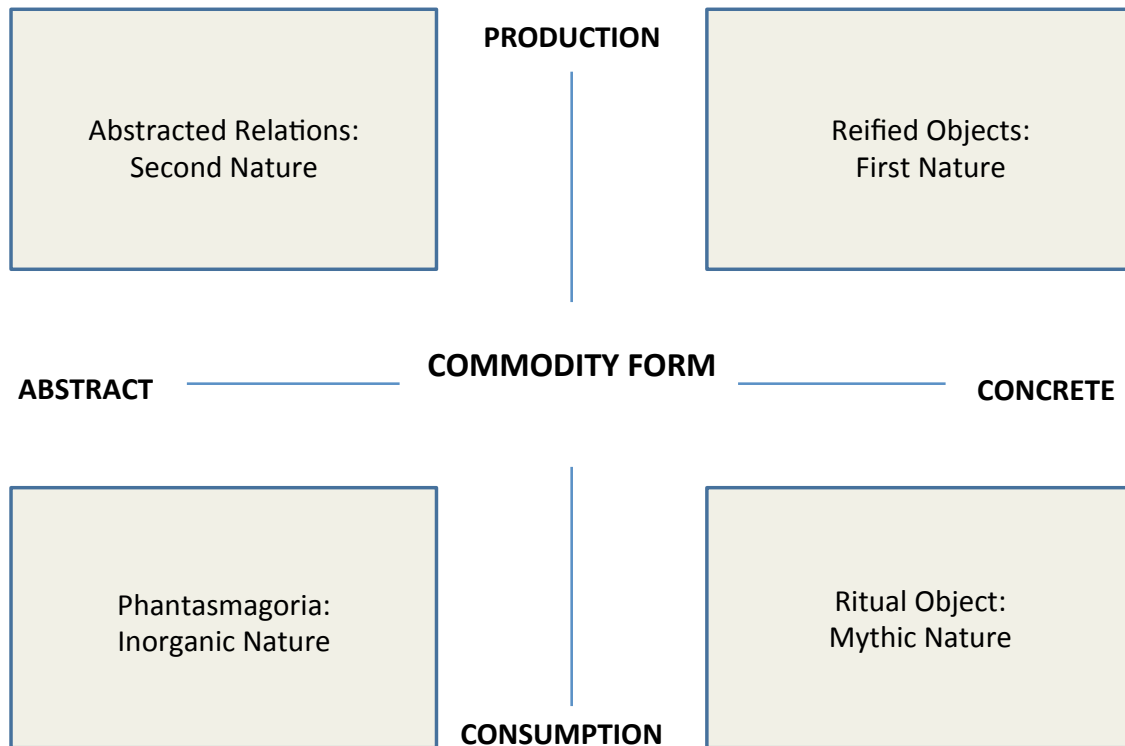 PRODUCTION
Abstracted Relations:
Second Nature
Reified Objects:
First Nature
COMMODITY FORM
ABSTRACT
CONCRETE
Phantasmagoria:
Inorganic Nature
Ritual Object:
Mythic Nature
CONSUMPTION